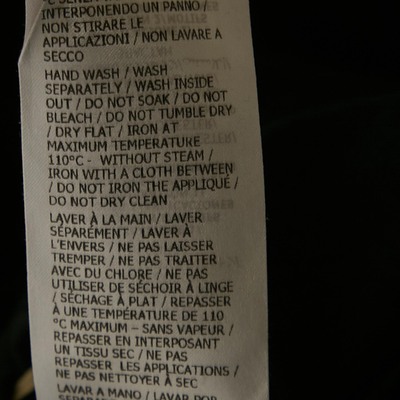 INTERPONENDO UN PANNO /
NON STIRARE LE
APPLICAZIONI / NON LAVARE A
SECCO
HAND WASH / WASH
SEPARATELY / WASH INSIDE
OUT / DO NOT SOAK / DO NOT
BLEACH / DO NOT TUMBLE DRY
/ DRY FLAT / IRON AT
MAXIMUM TEMPERATURE
110°C - WITHOUT STEAM /
IRON WITH A CLOTH BETWEEN
/ DO NOT IRON THE APPLIQUÉ /
DO NOT DRY CLEAN
LAVER À LA MAIN / LAVER
SÉPARÉMENT / LAVER À
L'ENVERS / NE PAS LAISSER
TREMPER / NE PAS TRAITER
AVEC DU CHLORE / NE PAS
UTILISER DE SÉCHOIR À LINGE
/ SÉCHAGE À PLAT / REPASSER
À UNE TEMPÉRATURE DE 110
°C MAXIMUM – SANS VAPEUR /
REPASSER EN INTERPOSANT
UN TISSU SEC / NE PAS
REPASSER LES APPLICATIONS /
NE PAS NETTOYER À SEC
LAVAR A MANO / LAVAR POR